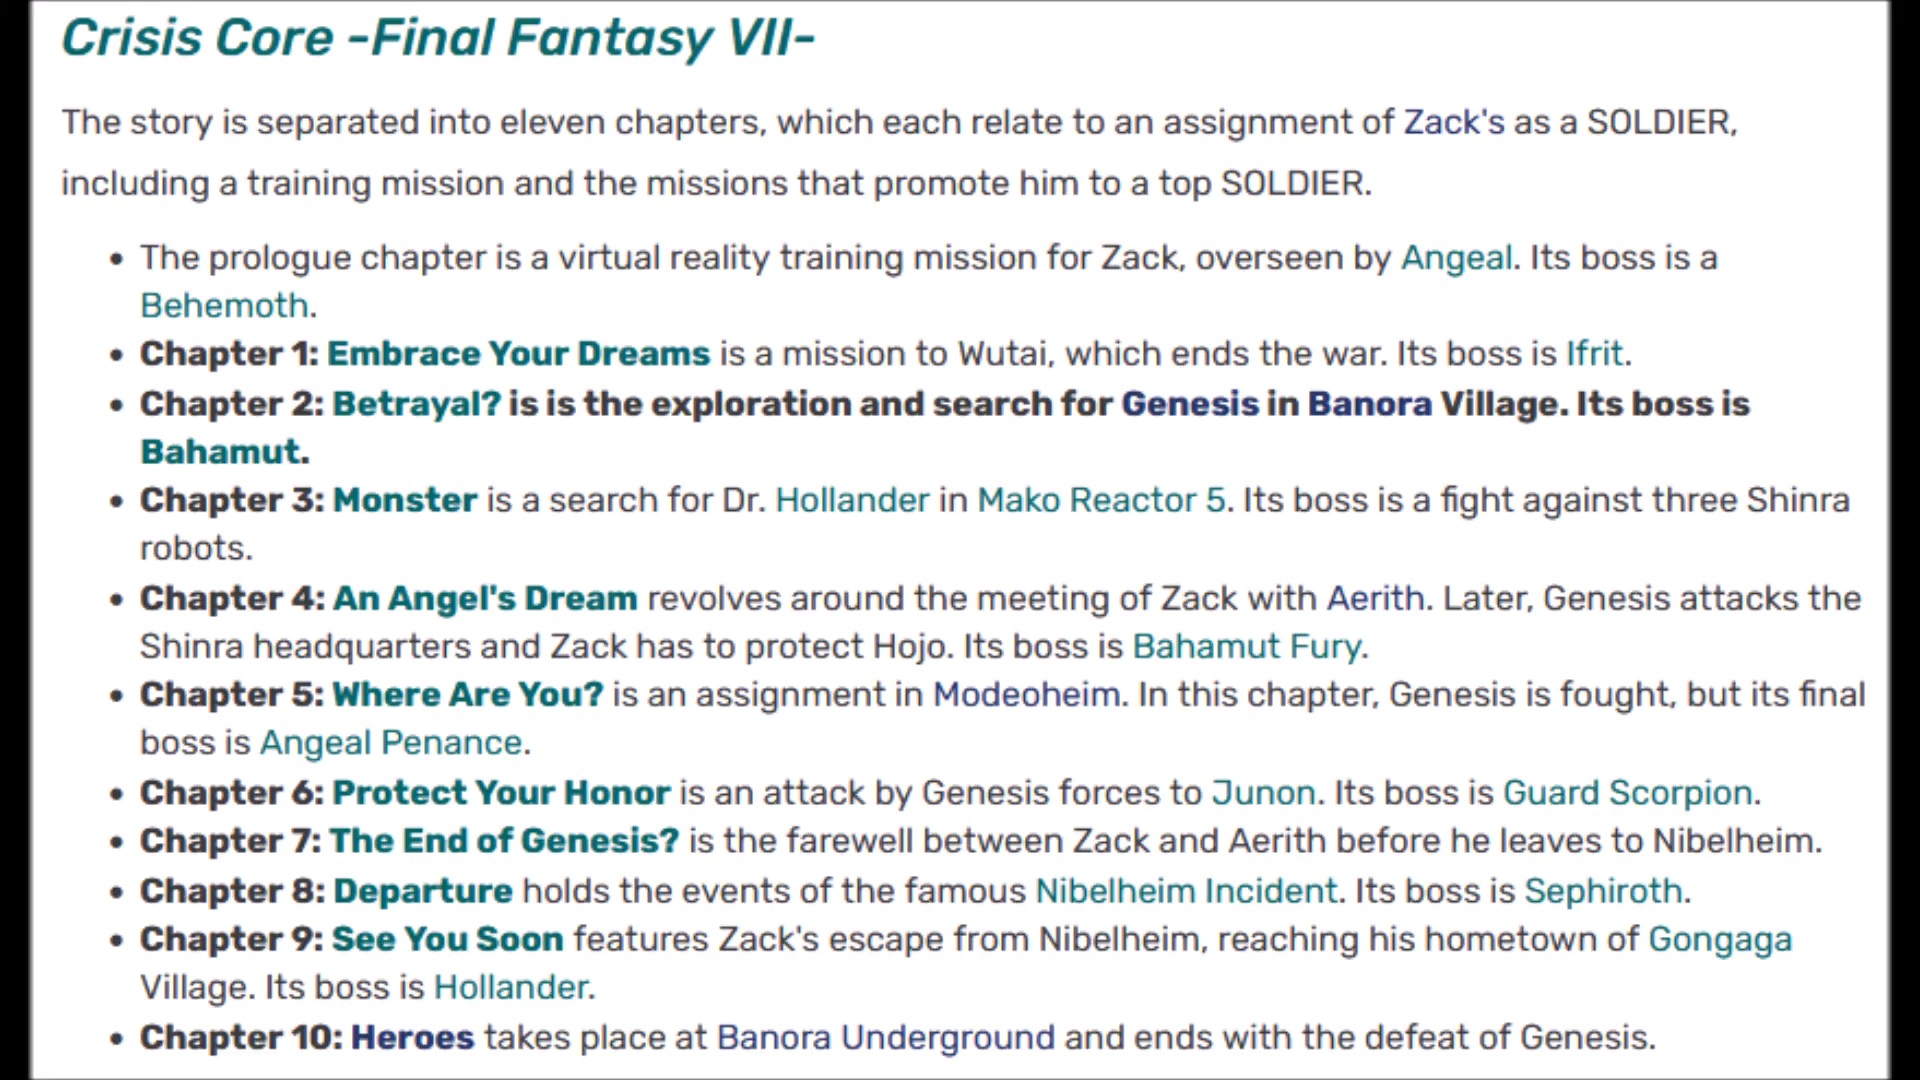 Crisis Core -Final Fantasy VII-
The story is separated into eleven chapters, which each relate to an assignment of Zack's as a SOLDIER,
including a training mission and the missions that promote him to a top SOLDIER.
• The prologue chapter is a virtual reality training mission for Zack, overseen by Angeal. Its boss is a
Behemoth.
• Chapter 1: Embrace Your Dreams is a mission to Wutai, which ends the war. Its boss is Ifrit.
• Chapter 2: Betrayal? is is the exploration and search for Genesis in Banora Village. Its boss is
Bahamut.
• Chapter 3: Monster is a search for Dr. Hollander in Mako Reactor 5. Its boss is a fight against three Shinra
robots.
• Chapter 4: An Angel's Dream revolves around the meeting of Zack with Aerith. Later, Genesis attacks the
Shinra headquarters and Zack has to protect Hojo. Its boss is Bahamut Fury.
• Chapter 5: Where Are You? is an assignment in Modeoheim. In this chapter, Genesis is fought, but its final
boss is Angeal Penance.
• Chapter 6: Protect Your Honor is an attack by Genesis forces to Junon. Its boss is Guard Scorpion.
• Chapter 7: The End of Genesis? is the farewell between Zack and Aerith before he leaves to Nibelheim.
• Chapter 8: Departure holds the events of the famous Nibelheim Incident. Its boss is Sephiroth.
• Chapter 9: See You Soon features Zack's escape from Nibelheim, reaching his hometown of Gongaga
Village. Its boss is Hollander.
• Chapter 10: Heroes takes place at Banora Underground and ends with the defeat of Genesis.